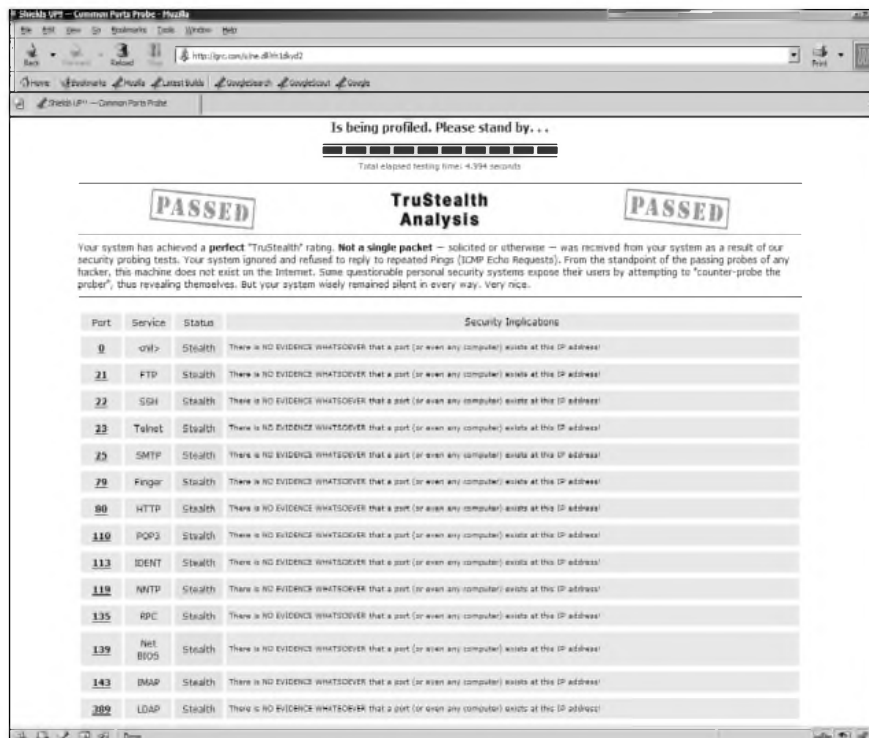 Shields UP!! — Common Ports Probe - Mozilla
File Edit View Go Bookmarks Tools Window Help
Back Reload Print
Home Bookmarks Mozilla Latest Builds GoogleSearch GoogleScout Google
Shields UP!! — Common Ports Probe
Is being profiled. Please stand by. . .
Total elapsed testing time: 4.994 seconds
PASSED TruStealth Analysis PASSED
Your system has achieved a perfect "TruStealth" rating. Not a single packet — solicited or otherwise — was received from your system as a result of our
security probing tests. Your system ignored and refused to reply to repeated Pings (ICMP Echo Requests). From the standpoint of the passing probes of any
hacker, this machine does not exist on the Internet. Some questionable personal security systems expose their users by attempting to "counter-probe the
prober", thus revealing themselves. But your system wisely remained silent in every way. Very nice.
Port Service Status Security Implications
0 <nil> Stealth There is NO EVIDENCE WHATSOEVER that a port (or even any computer) exists at this IP address!
21 FTP Stealth There is NO EVIDENCE WHATSOEVER that a port (or even any computer) exists at this IP address!
22 SSH Stealth There is NO EVIDENCE WHATSOEVER that a port (or even any computer) exists at this IP address!
23 Telnet Stealth There is NO EVIDENCE WHATSOEVER that a port (or even any computer) exists at this IP address!
25 SMTP Stealth There is NO EVIDENCE WHATSOEVER that a port (or even any computer) exists at this IP address!
79 Finger Stealth There is NO EVIDENCE WHATSOEVER that a port (or even any computer) exists at this IP address!
80 HTTP Stealth There is NO EVIDENCE WHATSOEVER that a port (or even any computer) exists at this IP address!
110 POP3 Stealth There is NO EVIDENCE WHATSOEVER that a port (or even any computer) exists at this IP address!
113 IDENT Stealth There is NO EVIDENCE WHATSOEVER that a port (or even any computer) exists at this IP address!
119 NNTP Stealth There is NO EVIDENCE WHATSOEVER that a port (or even any computer) exists at this IP address!
135 RPC Stealth There is NO EVIDENCE WHATSOEVER that a port (or even any computer) exists at this IP address!
139 Net BIOS Stealth There is NO EVIDENCE WHATSOEVER that a port (or even any computer) exists at this IP address!
143 IMAP Stealth There is NO EVIDENCE WHATSOEVER that a port (or even any computer) exists at this IP address!
389 LDAP Stealth There is NO EVIDENCE WHATSOEVER that a port (or even any computer) exists at this IP address!
Done